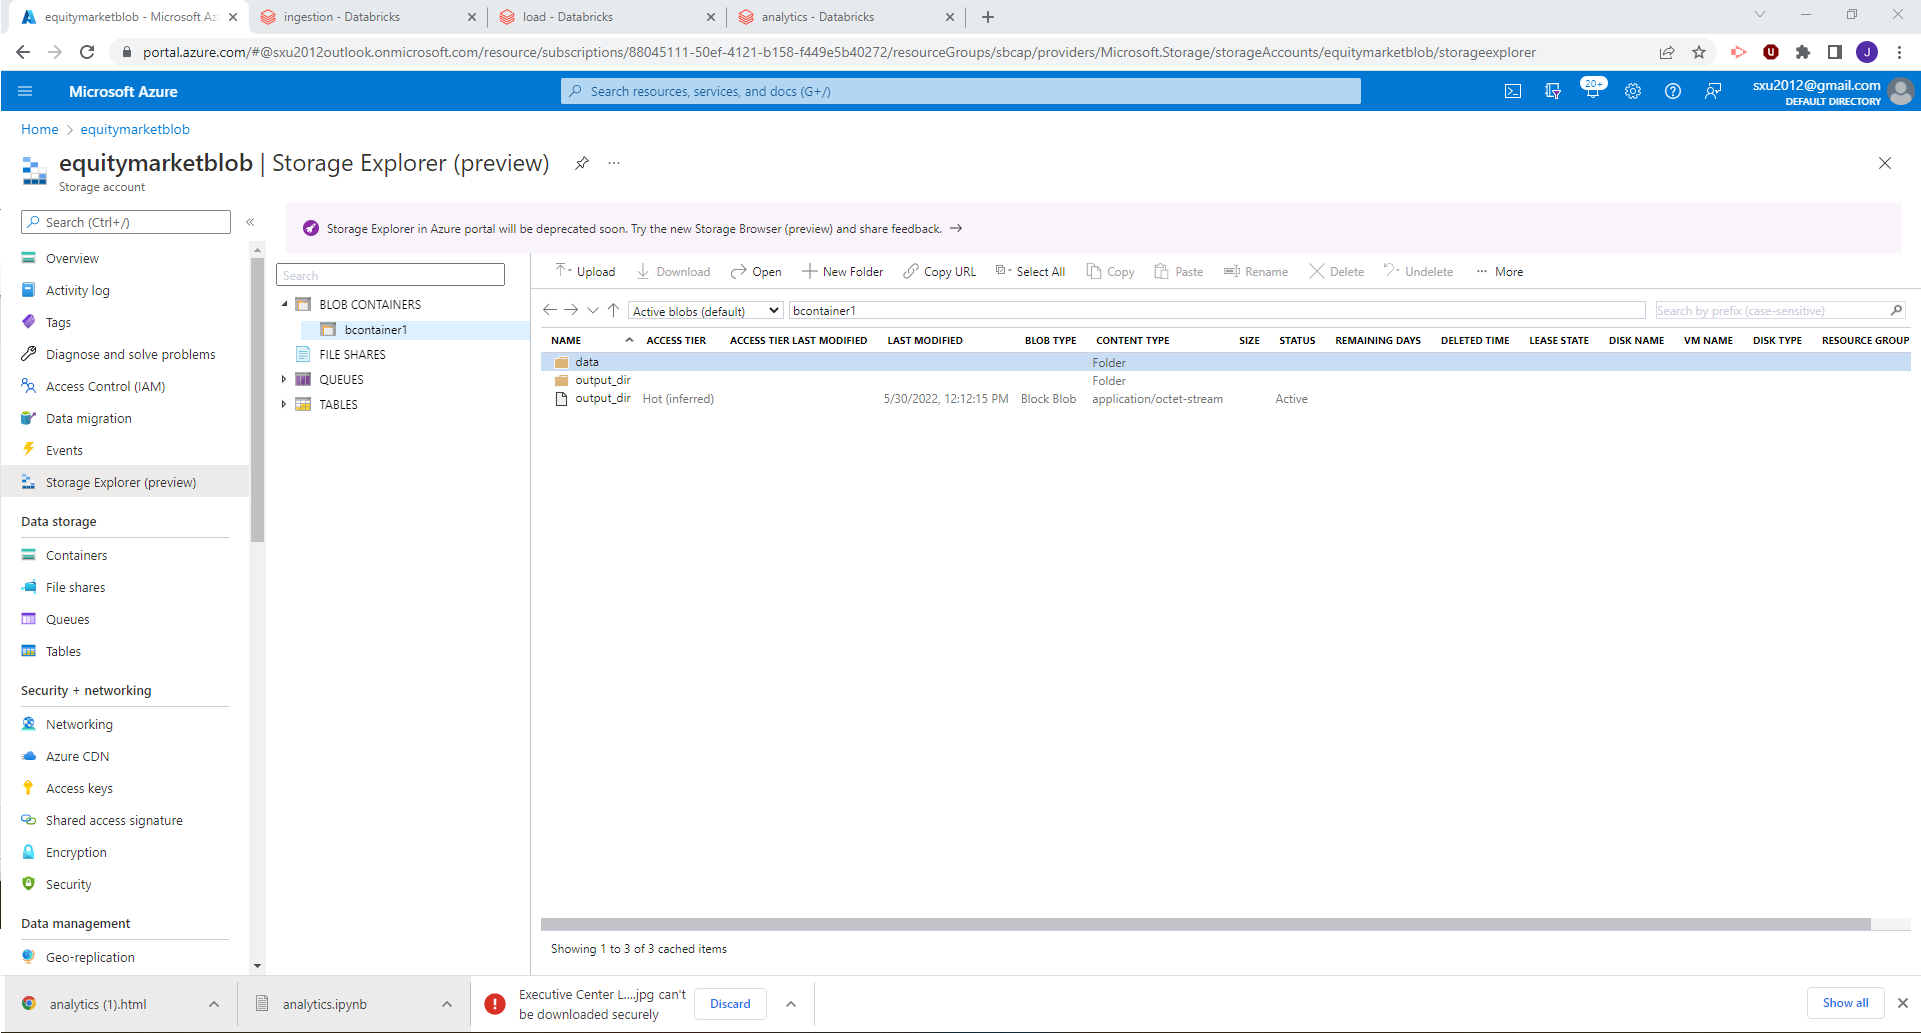 equitymarketblob - Microsoft Az
ingestion - Databricks
load - Databricks
analytics - Databricks
portal.azure.com/#@sxu2012outlook.onmicrosoft.com/resource/subscriptions/88045111-50ef-4121-b158-f449e5b40272/resourceGroups/sbcap/providers/Microsoft.Storage/storageAccounts/equitymarketblob/storageexplorer
J
Microsoft Azure
Search resources, services, and docs (G+/)
20+
sxu2012@gmail.com
DEFAULT DIRECTORY
Home > equitymarketblob
equitymarketblob | Storage Explorer (preview)
Storage account
Search (Ctrl+/)
Overview
Activity log
Tags
Diagnose and solve problems
Access Control (IAM)
Data migration
Events
Storage Explorer (preview)
Data storage
Containers
File shares
Queues
Tables
Security + networking
Networking
Azure CDN
Access keys
Shared access signature
Encryption
Security
Data management
Geo-replication
Storage Explorer in Azure portal will be deprecated soon. Try the new Storage Browser (preview) and share feedback. →
Search
BLOB CONTAINERS
bcontainer1
FILE SHARES
QUEUES
TABLES
Upload Download Open New Folder Copy URL Select All Copy Paste Rename Delete Undelete ... More
Active blobs (default) bcontainer1 Search by prefix (case-sensitive)
NAME ACCESS TIER ACCESS TIER LAST MODIFIED LAST MODIFIED BLOB TYPE CONTENT TYPE SIZE STATUS REMAINING DAYS DELETED TIME LEASE STATE DISK NAME VM NAME DISK TYPE RESOURCE GROUP
data Folder
output_dir Folder
output_dir Hot (inferred) 5/30/2022, 12:12:15 PM Block Blob application/octet-stream Active
Showing 1 to 3 of 3 cached items
analytics (1).html
analytics.ipynb
Executive Center L....jpg can't
be downloaded securely
Discard
Show all